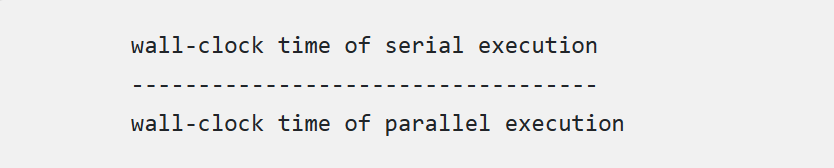 wall-clock time of serial execution
-----------------------------------
wall-clock time of parallel execution